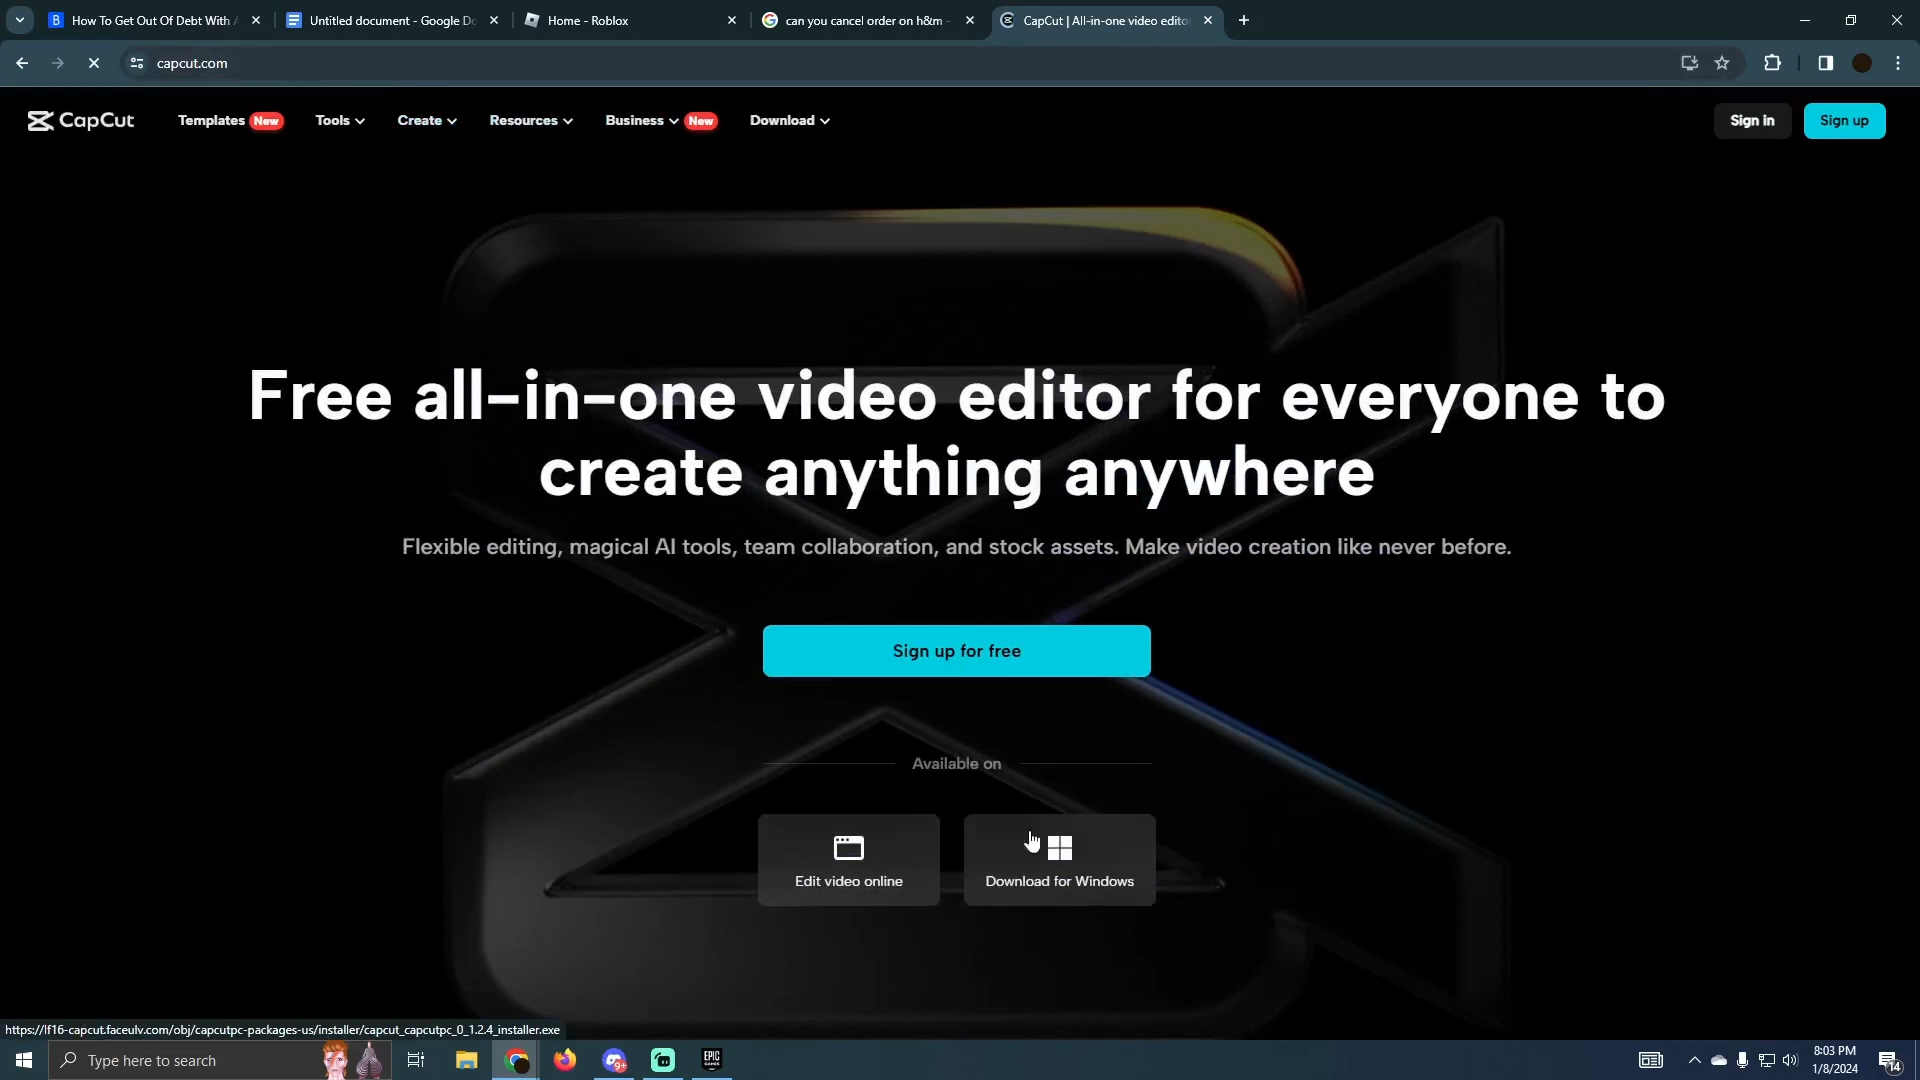 How To Get Out Of Debt With
Untitled document - Google Do
Home - Roblox
can you cancel order on h&m -
CapCut | All-in-one video edito
capcut.com
CapCut
Templates New
Tools
Create
Resources
Business New
Download
Sign in
Sign up
Free all-in-one video editor for everyone to
create anything anywhere
Flexible editing, magical AI tools, team collaboration, and stock assets. Make video creation like never before.
Sign up for free
Available on
Edit video online
Download for Windows
https://lf16-capcut.faceulv.com/obj/capcutpc-packages-us/installer/capcut_capcutpc_0_1.2.4_installer.exe
Type here to search
9+
EPIC
GAMES
8:03 PM
1/8/2024
14